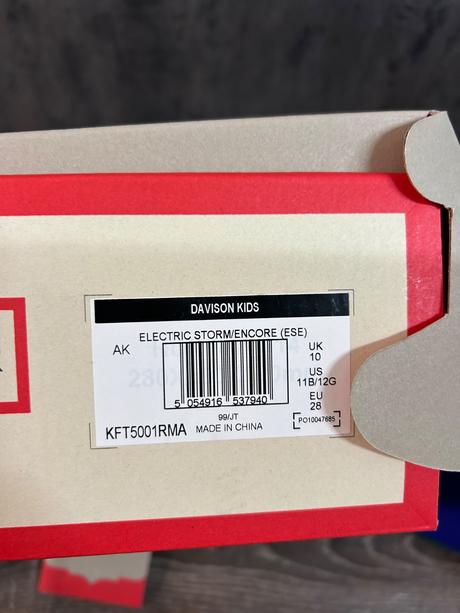 DAVISON KIDS
ELECTRIC STORM/ENCORE (ESE)
AK
UK
10
US
11B/12G
EU
28
5 054916 537940
99/JT
KFT5001RMA MADE IN CHINA
PO10047685